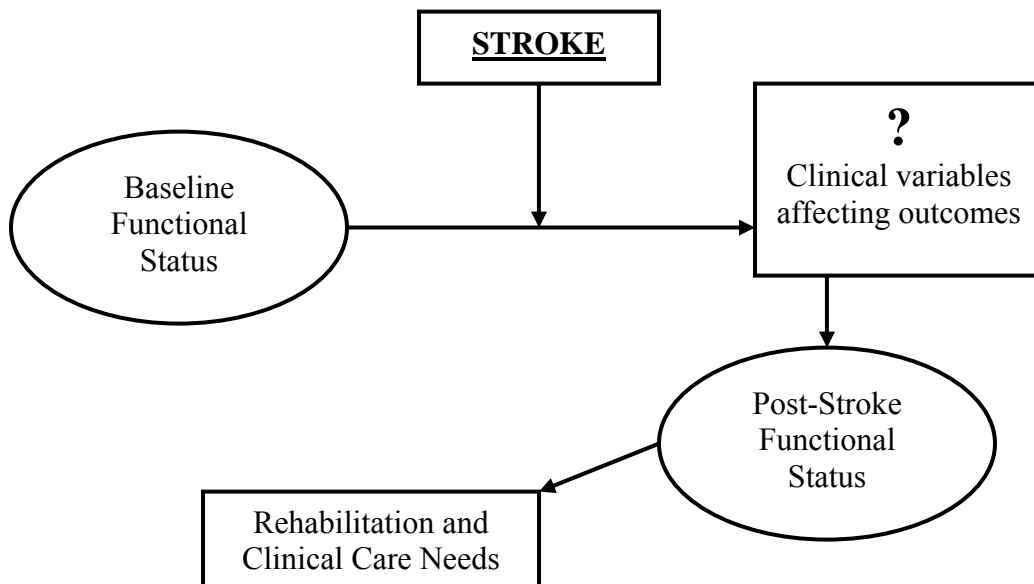 STROKE
?
Clinical variables
affecting outcomes
Baseline
Functional
Status
Post-Stroke
Functional
Status
Rehabilitation and
Clinical Care Needs